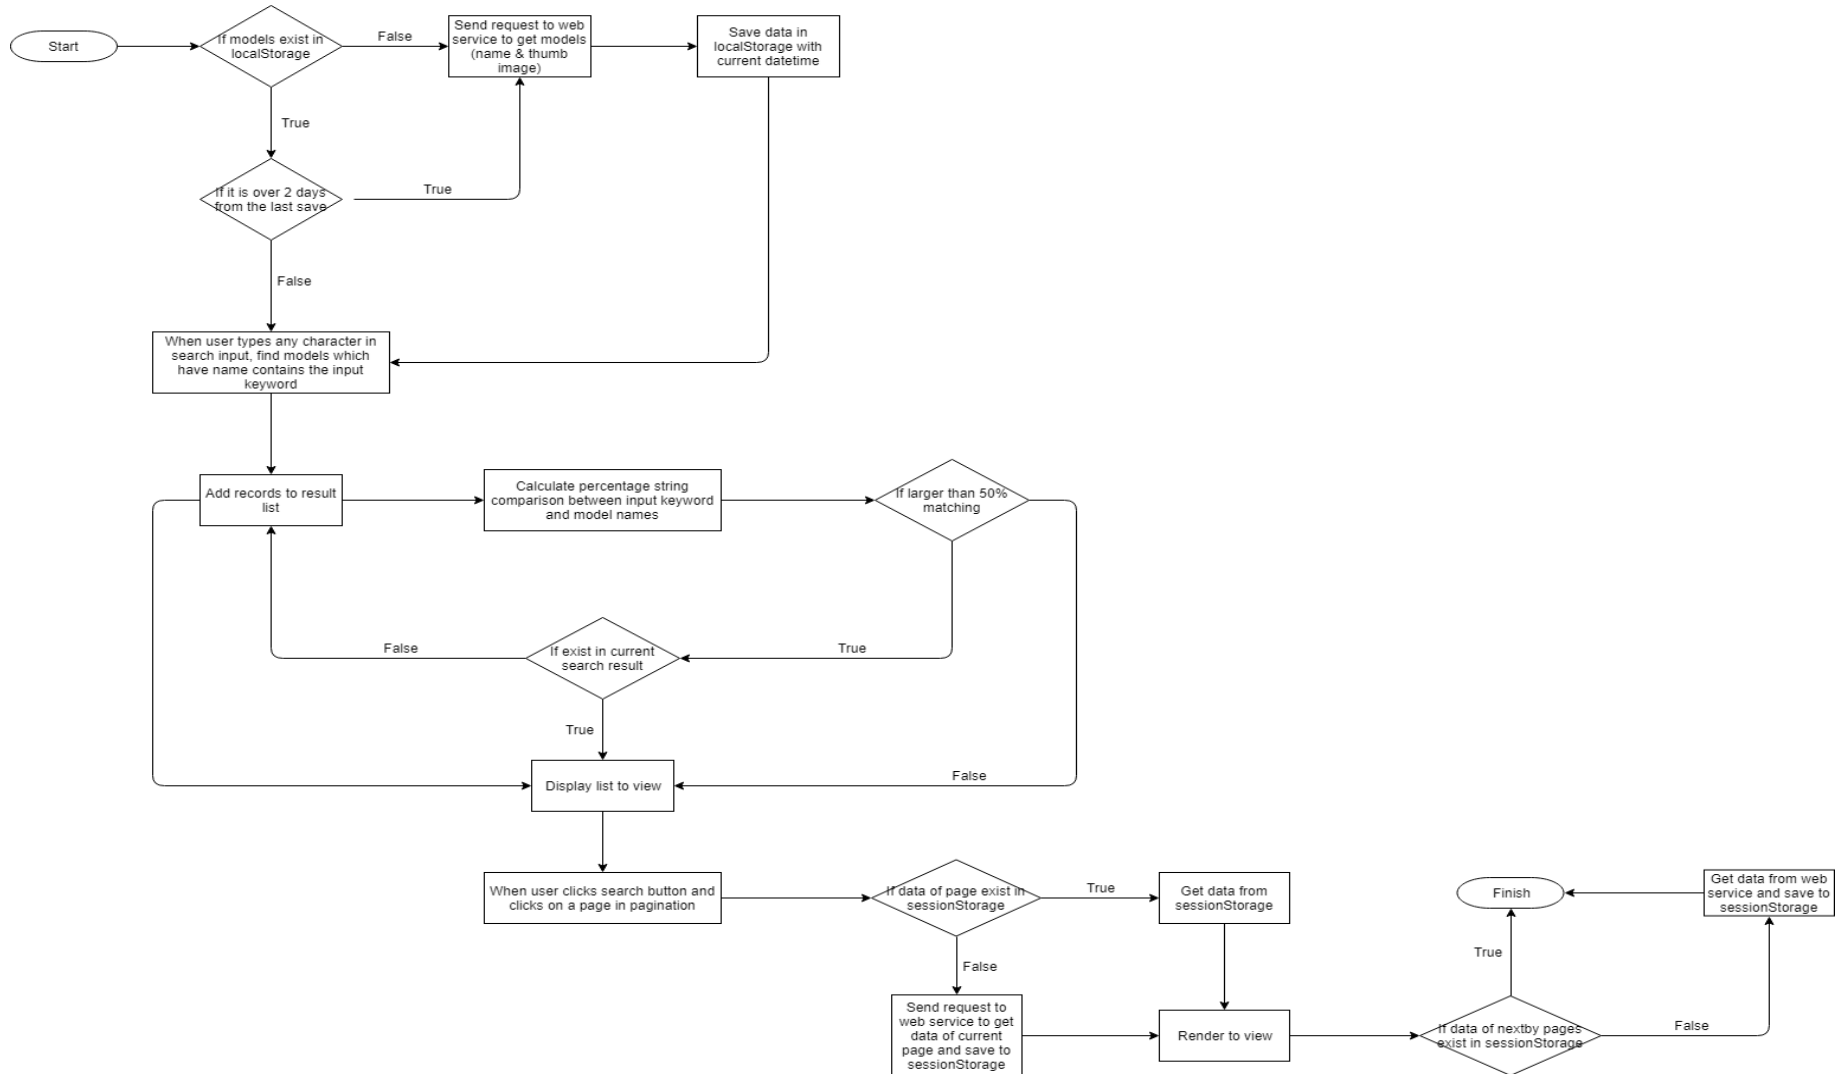 Start
If models exist in
localStorage
False
Send request to web
service to get models
(name & thumb
image)
Save data in
localStorage with
current datetime
True
If it is over 2 days
from the last save
True
False
When user types any character in
search input, find models which
have name contains the input
keyword
Add records to result
list
Calculate percentage string
comparison between input keyword
and model names
If larger than 50%
matching
False
If exist in current
search result
True
True
Display list to view
False
When user clicks search button and
clicks on a page in pagination
If data of page exist in
sessionStorage
True
Get data from
sessionStorage
Finish
Get data from web
service and save to
sessionStorage
False
True
Send request to
web service to get
data of current
page and save to
sessionStorage
Render to view
If data of nextby pages
exist in sessionStorage
False